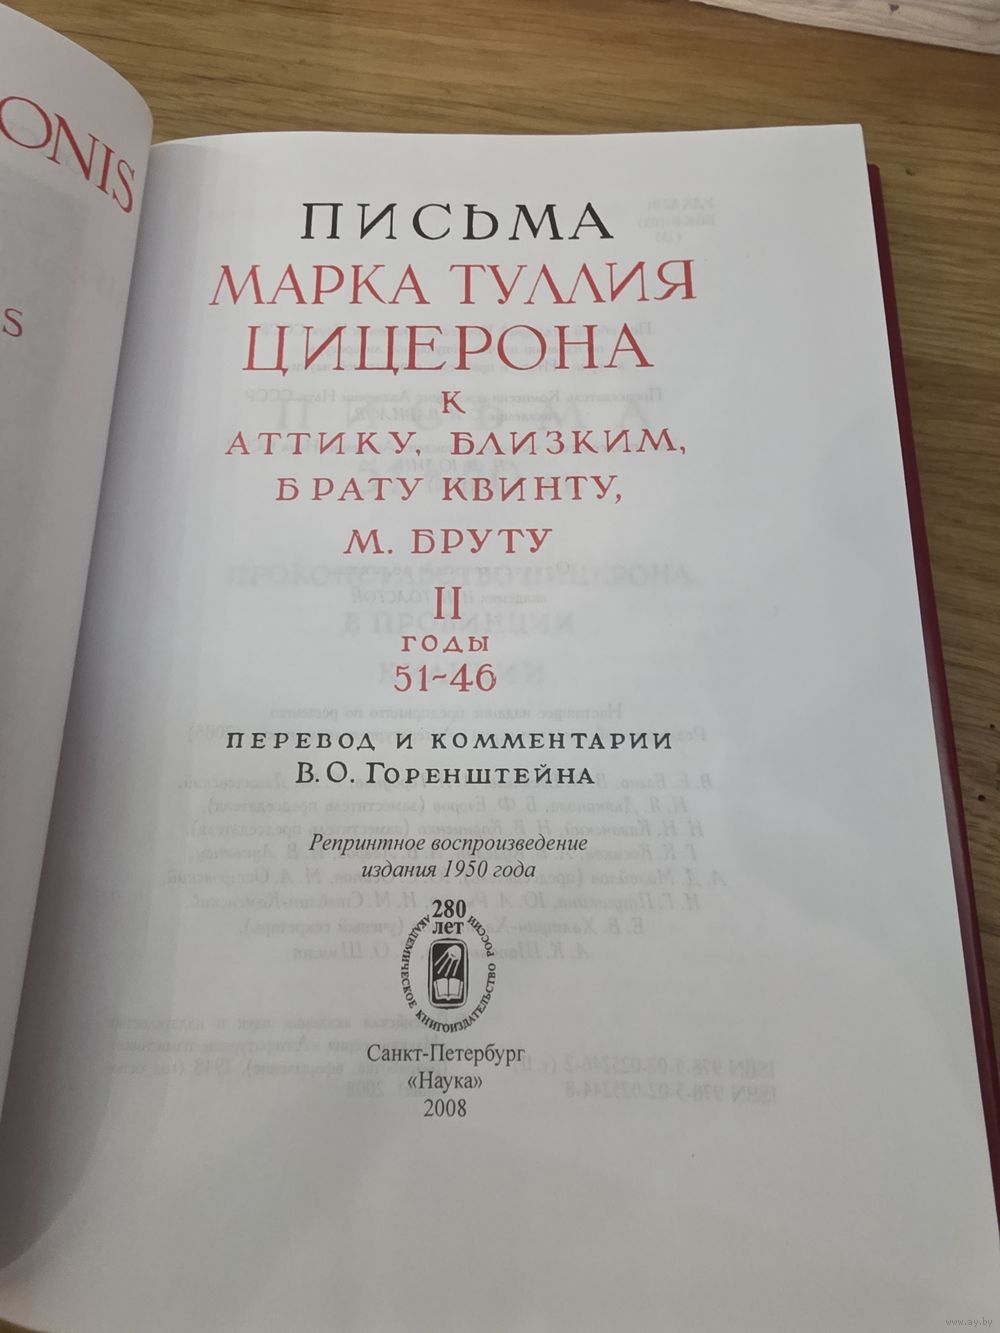 ONIS
S
ПИСЬМА
МАРКА ТУЛЛИЯ
ЦИЦЕРОНА
К
АТТИКУ, БЛИЗКИМ,
БРАТУ КВИНТУ,
М. БРУТУ
II
ГОДЫ
51-46
ПЕРЕВОД И КОММЕНТАРИИ
В.О. ГОРЕНШТЕЙНА
Репринтное воспроизведение
издания 1950 года
280
ЛЕТ
АКАДЕМИЧЕСКОЕ КНИГОИЗДАТЕЛЬСТВО РОССИИ
Санкт-Петербург
«Наука»
2008
www.ay.by